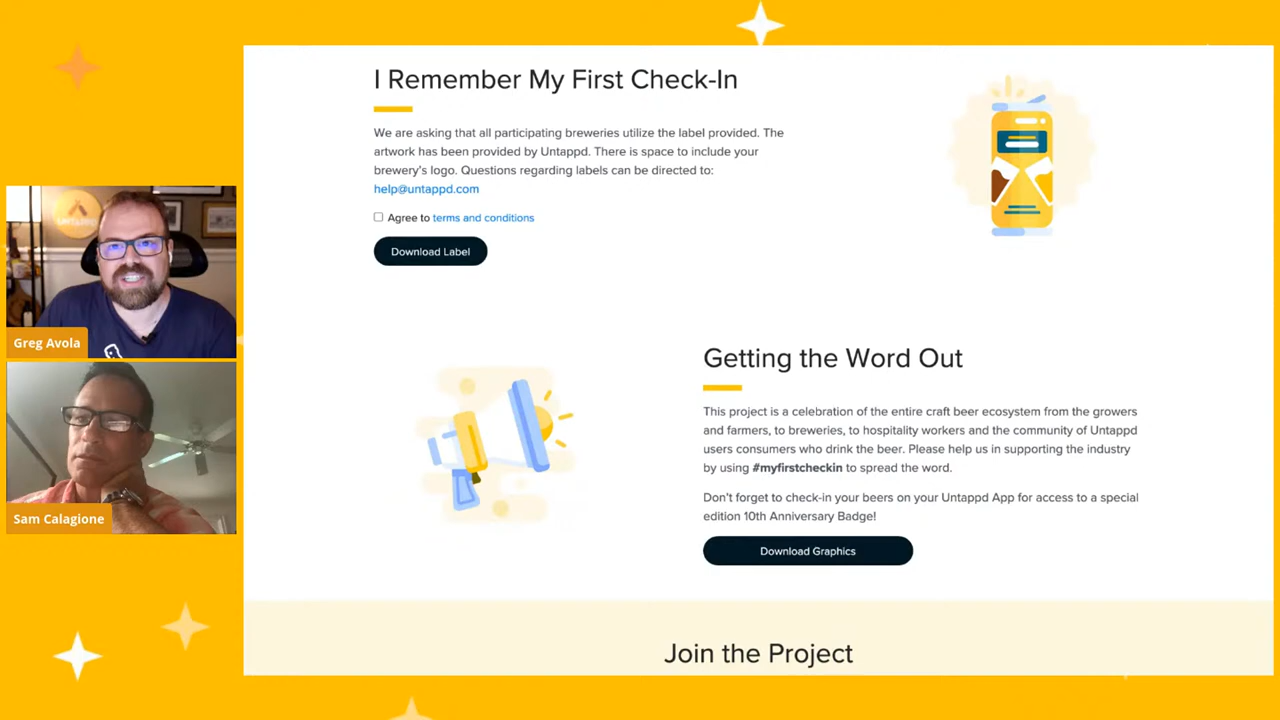 I Remember My First Check-In
We are asking that all participating breweries utilize the label provided. The
artwork has been provided by Untappd. There is space to include your
brewery's logo. Questions regarding labels can be directed to:
help@untappd.com
Agree to terms and conditions
Download Label
UNTAPPD
Greg Avola
Sam Calagione
Getting the Word Out
This project is a celebration of the entire craft beer ecosystem from the growers
and farmers, to breweries, to hospitality workers and the community of Untappd
users consumers who drink the beer. Please help us in supporting the industry
by using #myfirstcheckin to spread the word.
Don't forget to check-in your beers on your Untappd App for access to a special
edition 10th Anniversary Badge!
Download Graphics
Join the Project